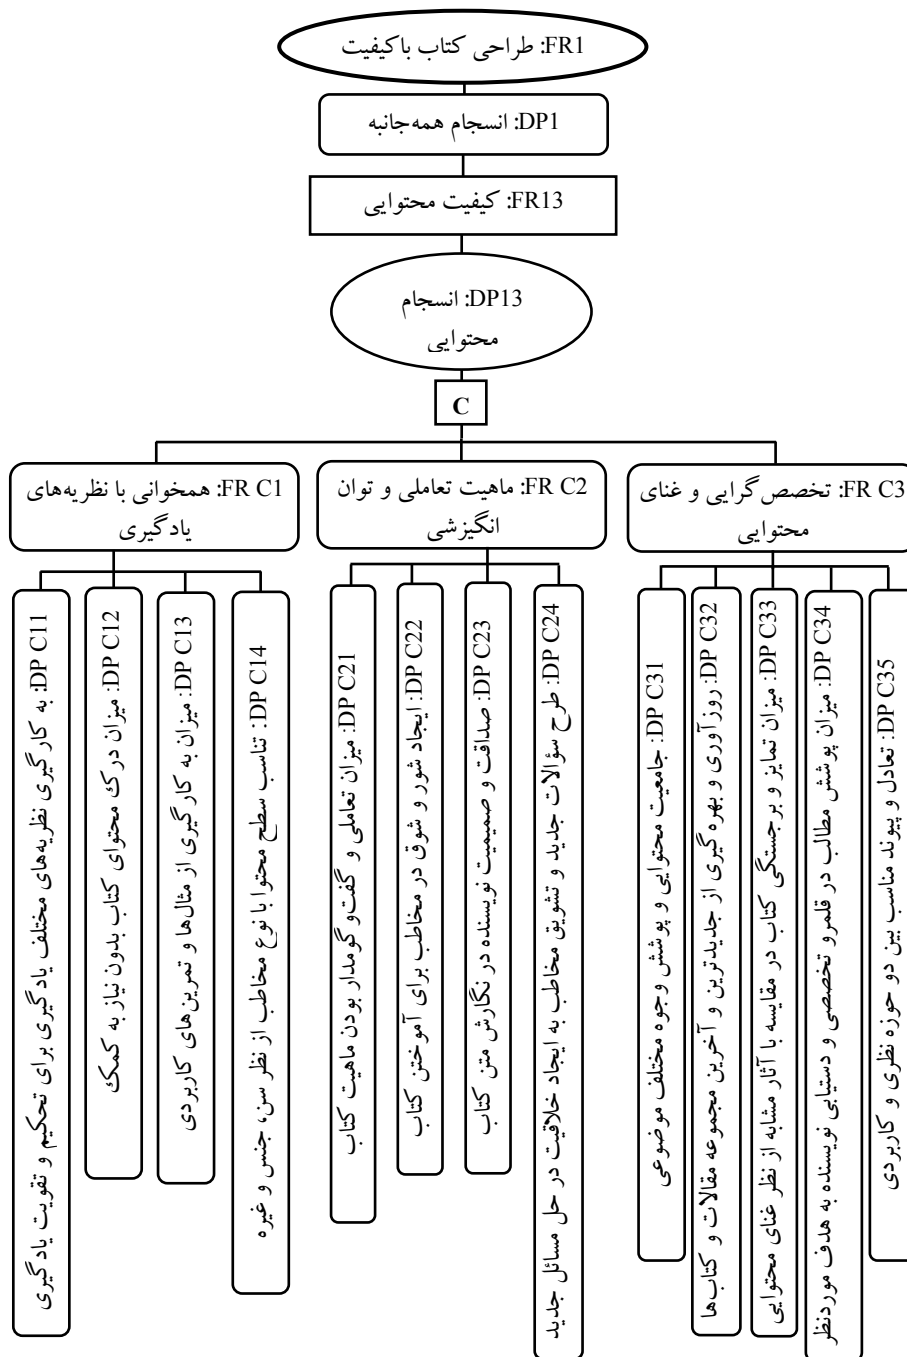 FR1: طراحی کتاب باکیفیت
DP1: انسجام همه‌جانبه
FR13: کیفیت محتوایی
DP13: انسجام
محتوایی
C
FR C1: همخوانی با نظریه‌های
یادگیری
FR C2: ماهیت تعاملی و توان
انگیزشی
FR C3: تخصص‌گرایی و غنای
محتوایی
DP C11: به کارگیری نظریه‌های مختلف یادگیری برای تحکیم و تقویت یادگیری
DP C12: میزان درک محتوای کتاب بدون نیاز به کمک
DP C13: میزان به کارگیری از مثال‌ها و تمرین‌های کاربردی
DP C14: تناسب سطح محتوا با نوع مخاطب از نظر سن، جنس و غیره
DP C21: میزان تعاملی و گفت‌و گومدار بودن ماهیت کتاب
DP C22: ایجاد شور و شوق در مخاطب برای آموختن کتاب
DP C23: صداقت و صمیمیت نویسنده در نگارش متن کتاب
DP C24: طرح سؤالات جدید و تشویق مخاطب به ایجاد خلاقیت در حل مسائل جدید
DP C31: جامعیت محتوایی و پوشش وجوه مختلف موضوعی
DP C32: روزآوری و بهره‌گیری از جدیدترین و آخرین مجموعه مقالات و کتاب‌ها
DP C33: میزان تمایز و برجستگی کتاب در مقایسه با آثار مشابه از نظر غنای محتوایی
DP C34: میزان پوشش مطالب در قلمرو تخصصی و دستیابی نویسنده به هدف موردنظر
DP C35: تعادل و پیوند مناسب بین دو حوزه نظری و کاربردی